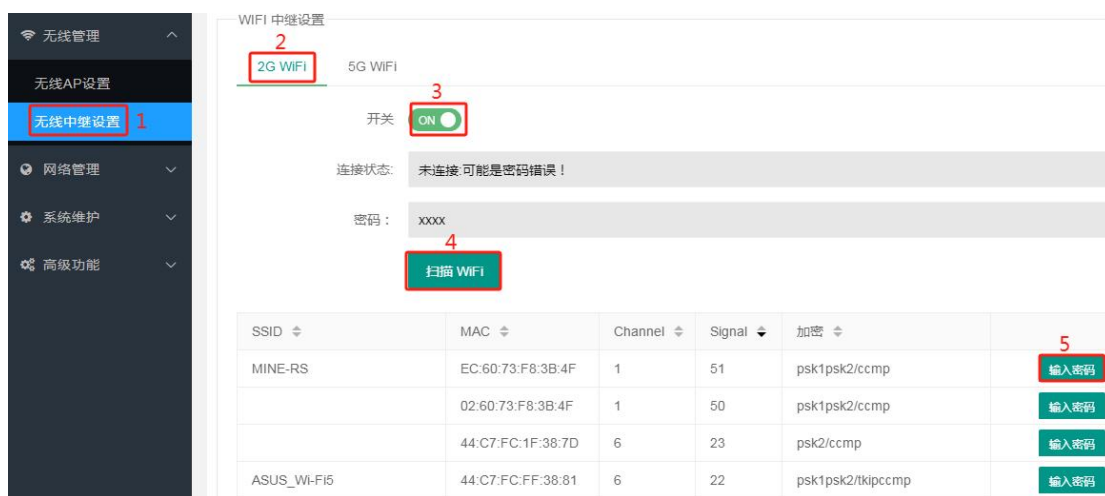 无线管理
无线AP设置
无线中继设置 1
网络管理
系统维护
高级功能
WIFI 中继设置
2
2G WiFi 5G WiFi
3
开关 ON
连接状态: 未连接:可能是密码错误！
密码： xxxx
4
扫描 WiFi
SSID MAC Channel Signal 加密
5
MINE-RS EC:60:73:F8:3B:4F 1 51 psk1psk2/ccmp 输入密码
02:60:73:F8:3B:4F 1 50 psk1psk2/ccmp 输入密码
44:C7:FC:1F:38:7D 6 23 psk2/ccmp 输入密码
ASUS_Wi-Fi5 44:C7:FC:FF:38:81 6 22 psk1psk2/tkipccmp 输入密码